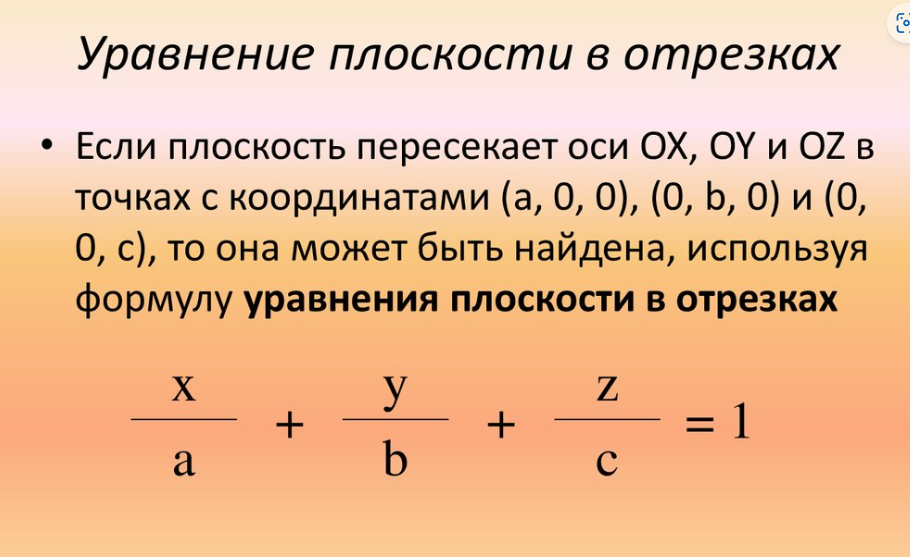 Уравнение плоскости в отрезках
• Если плоскость пересекает оси OX, OY и OZ в
точках с координатами (a, 0, 0), (0, b, 0) и (0,
0, с), то она может быть найдена, используя
формулу уравнения плоскости в отрезках
x y z
+ + = 1
a b c